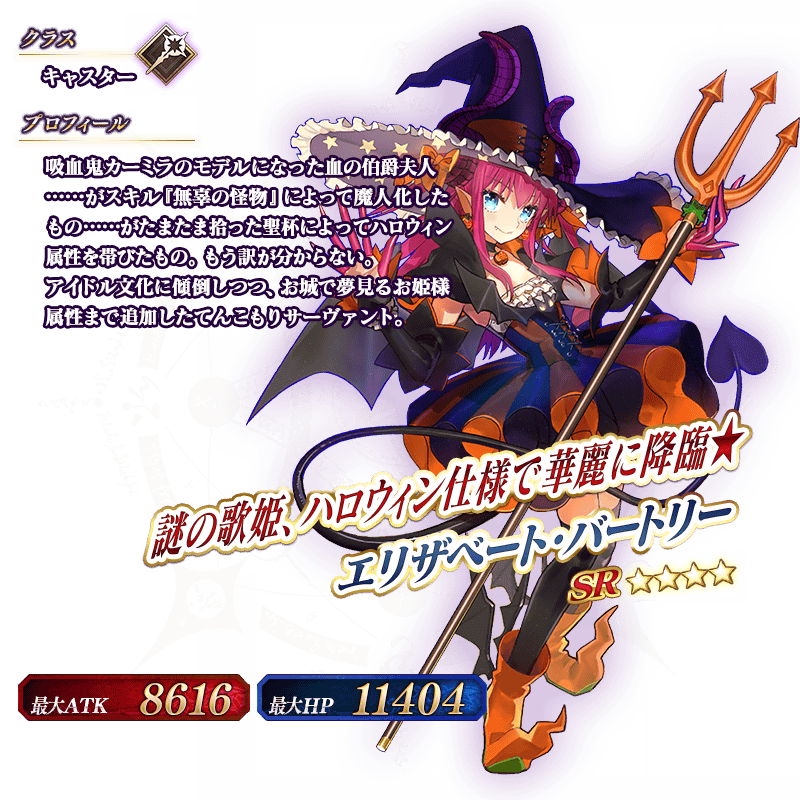 クラス
キャスター
プロフィール
吸血鬼カーミラのモデルになった血の伯爵夫人
……がスキル『無辜の怪物』によって魔人化した
もの……がたまたま拾った聖杯によってハロウィン
属性を帯びたもの。もう訳が分からない。
アイドル文化に傾倒しつつ、お城で夢見るお姫様
属性まで追加したてんこもりサーヴァント。
謎の歌姫、ハロウィン仕様で華麗に降臨★
エリザベート・バートリー
SR ☆☆☆☆
最大ATK 8616
最大HP 11404